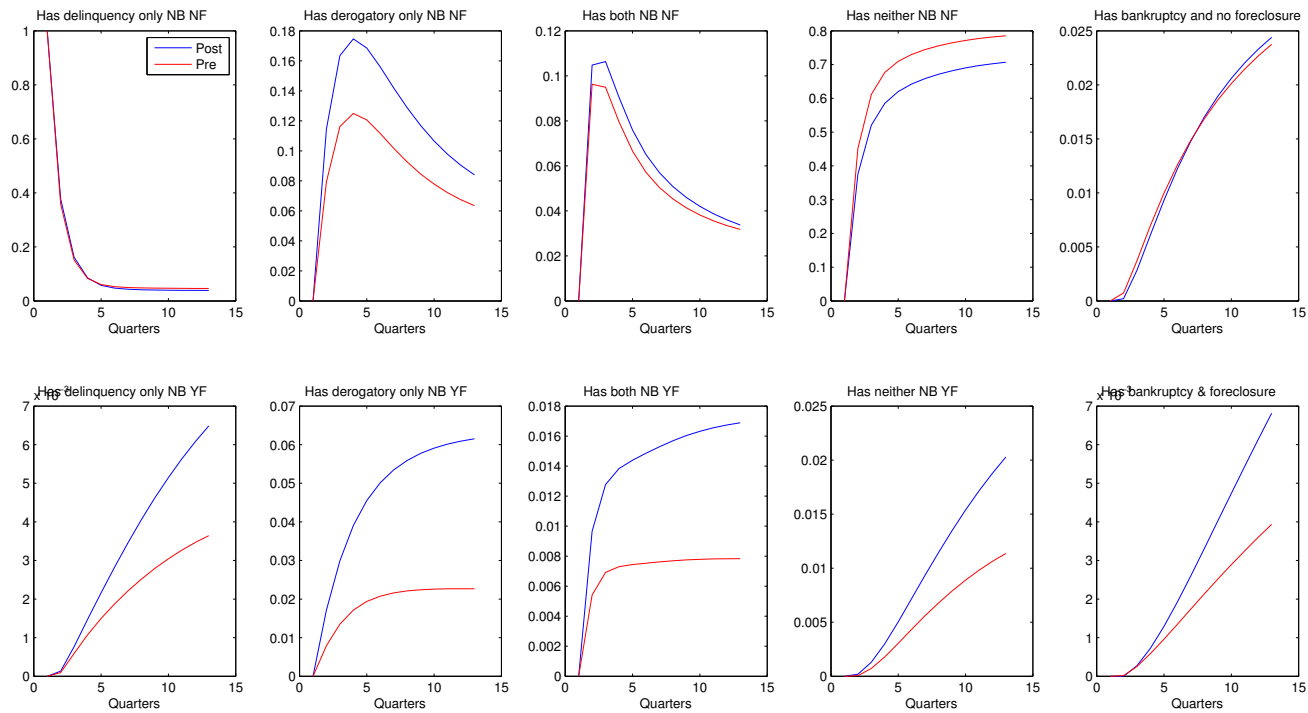 Has delinquency only NB NF
Has derogatory only NB NF
Has both NB NF
Has neither NB NF
Has bankruptcy and no foreclosure
1
0.8
0.6
0.4
0.2
0
Post
Pre
0 5 10 15
Quarters
0.18
0.16
0.14
0.12
0.1
0.08
0.06
0.04
0.02
0
0 5 10 15
Quarters
0.12
0.1
0.08
0.06
0.04
0.02
0
0 5 10 15
Quarters
0.8
0.7
0.6
0.5
0.4
0.3
0.2
0.1
0
0 5 10 15
Quarters
0.025
0.02
0.015
0.01
0.005
0
0 5 10 15
Quarters
Has delinquency only NB YF
Has derogatory only NB YF
Has both NB YF
Has neither NB YF
Has bankruptcy & foreclosure
x 10-3
7
6
5
4
3
2
1
0
0 5 10 15
Quarters
0.07
0.06
0.05
0.04
0.03
0.02
0.01
0
0 5 10 15
Quarters
0.018
0.016
0.014
0.012
0.01
0.008
0.006
0.004
0.002
0
0 5 10 15
Quarters
0.025
0.02
0.015
0.01
0.005
0
0 5 10 15
Quarters
x 10-3
7
6
5
4
3
2
1
0
0 5 10 15
Quarters